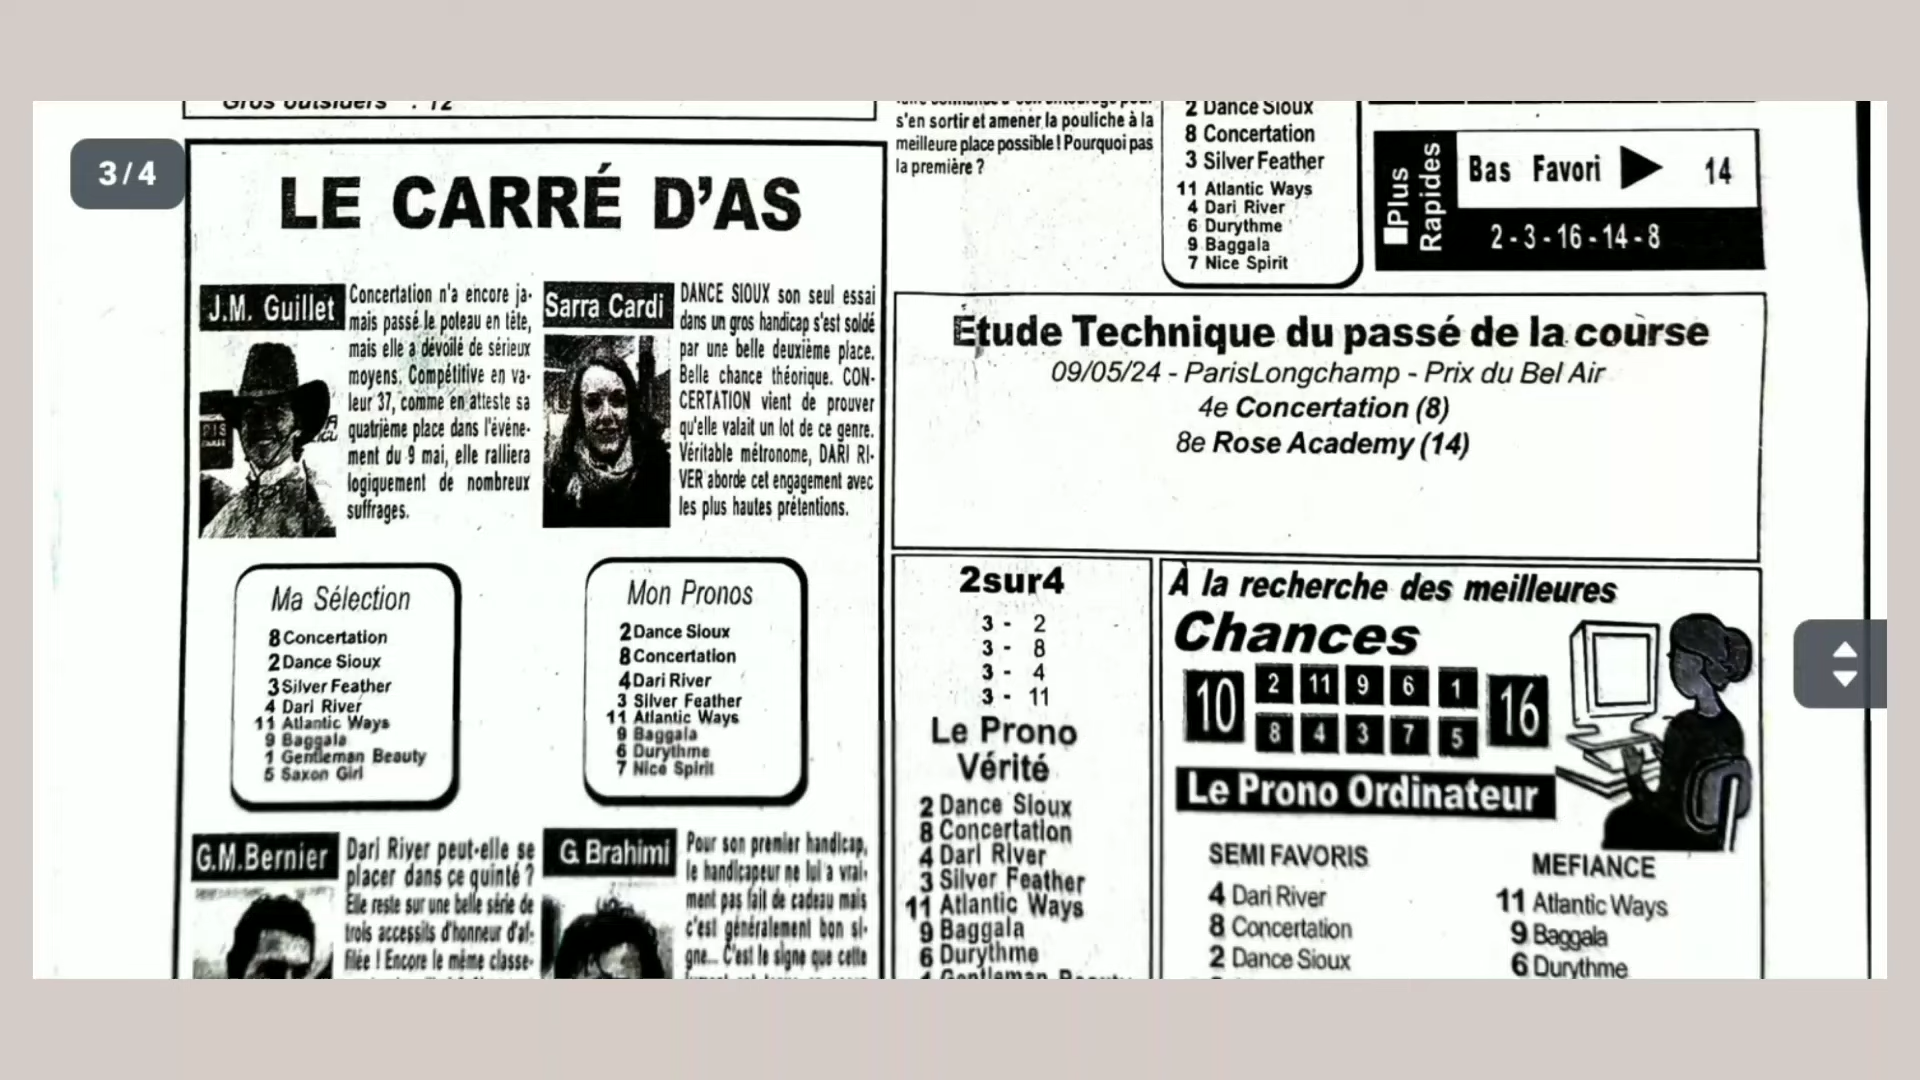 Gros outsiders : 12
3/4
LE CARRÉ D'AS
J.M. Guillet
Concertation n'a encore ja-
mais passé le poteau en tête,
mais elle a dévoilé de sérieux
moyens. Compétitive en va-
leur 37, comme en atteste sa
quatrième place dans l'événe-
ment du 9 mai, elle ralliera
logiquement de nombreux
suffrages.
Sarra Cardi
DANCE SIOUX son seul essai
dans un gros handicap s'est soldé
par une belle deuxième place.
Belle chance théorique. CON-
CERTATION vient de prouver
qu'elle valait un lot de ce genre.
Véritable métronome, DARI RI-
VER aborde cet engagement avec
les plus hautes prétentions.
Ma Sélection
8 Concertation
2 Dance Sioux
3 Silver Feather
4 Dari River
11 Atlantic Ways
9 Baggala
1 Gentleman Beauty
5 Saxon Girl
Mon Pronos
2 Dance Sioux
8 Concertation
4 Dari River
3 Silver Feather
11 Atlantic Ways
9 Baggala
6 Durythme
7 Nice Spirit
G.M.Bernier
Dari River peut-elle se
placer dans ce quinté ?
Elle reste sur une belle série de
trois accessits d'honneur d'af-
filée ! Encore le même classe-
G. Brahimi
Pour son premier handicap,
le handicapeur ne lui a vrai-
ment pas fait de cadeau mais
c'est généralement bon si-
gne... C'est le signe que cette
s'en sortir et amener la pouliche à la
meilleure place possible ! Pourquoi pas
la première ?
2 Dance Sioux
8 Concertation
3 Silver Feather
11 Atlantic Ways
4 Dari River
6 Durythme
9 Baggala
7 Nice Spirit
Plus
Rapides
Bas Favori 14
2 - 3 - 16 - 14 - 8
Etude Technique du passé de la course
09/05/24 - ParisLongchamp - Prix du Bel Air
4e Concertation (8)
8e Rose Academy (14)
2sur4
3 - 2
3 - 8
3 - 4
3 - 11
Le Prono
Vérité
2 Dance Sioux
8 Concertation
4 Dari River
3 Silver Feather
11 Atlantic Ways
9 Baggala
6 Durythme
Gentleman Beauty
À la recherche des meilleures
Chances
10 2 11 9 6 1 16
8 4 3 7 5
Le Prono Ordinateur
SEMI FAVORIS
4 Dari River
8 Concertation
2 Dance Sioux
MEFIANCE
11 Atlantic Ways
9 Baggala
6 Durythme